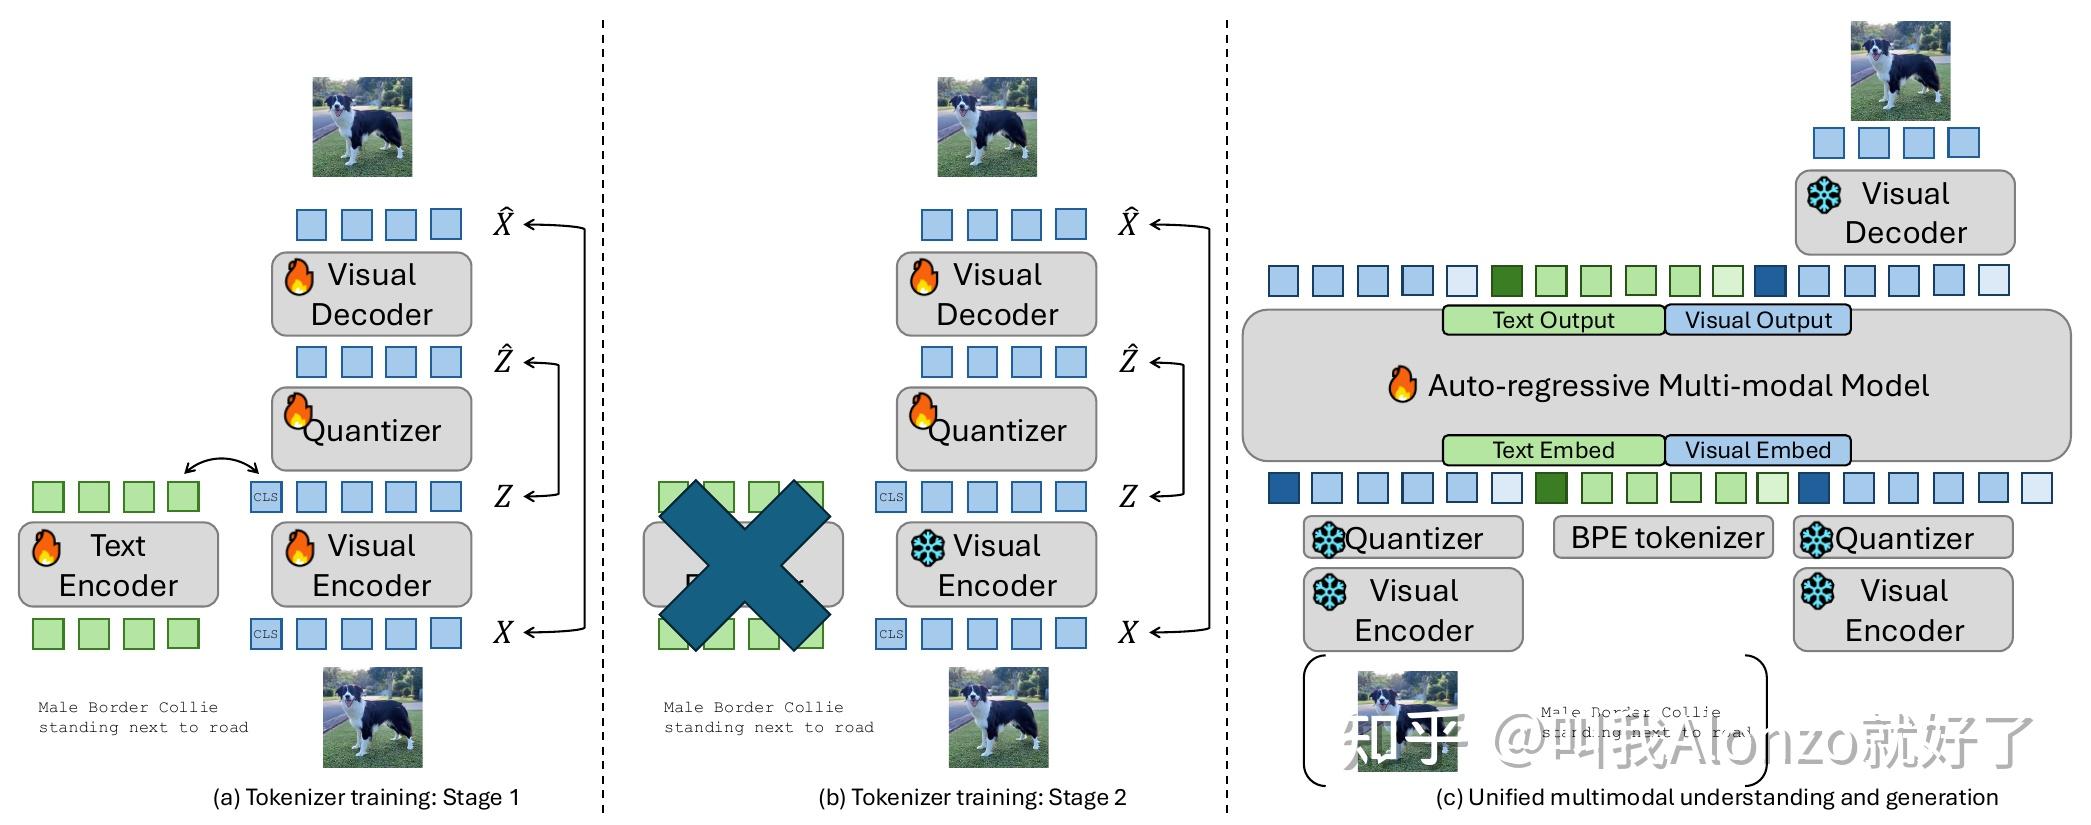 X̂
Visual
Decoder
Ẑ
Quantizer
CLS
Z
Text
Encoder
Visual
Encoder
CLS
X
Male Border Collie
standing next to road
(a) Tokenizer training: Stage 1
X̂
Visual
Decoder
Ẑ
Quantizer
CLS
Z
Visual
Encoder
CLS
X
Male Border Collie
standing next to road
(b) Tokenizer training: Stage 2
Visual
Decoder
Text Output
Visual Output
Auto-regressive Multi-modal Model
Text Embed
Visual Embed
Quantizer
BPE tokenizer
Quantizer
Visual
Encoder
Visual
Encoder
Male Border Collie
standing next to road
知乎 @叫我Alonzo就好了
(c) Unified multimodal understanding and generation